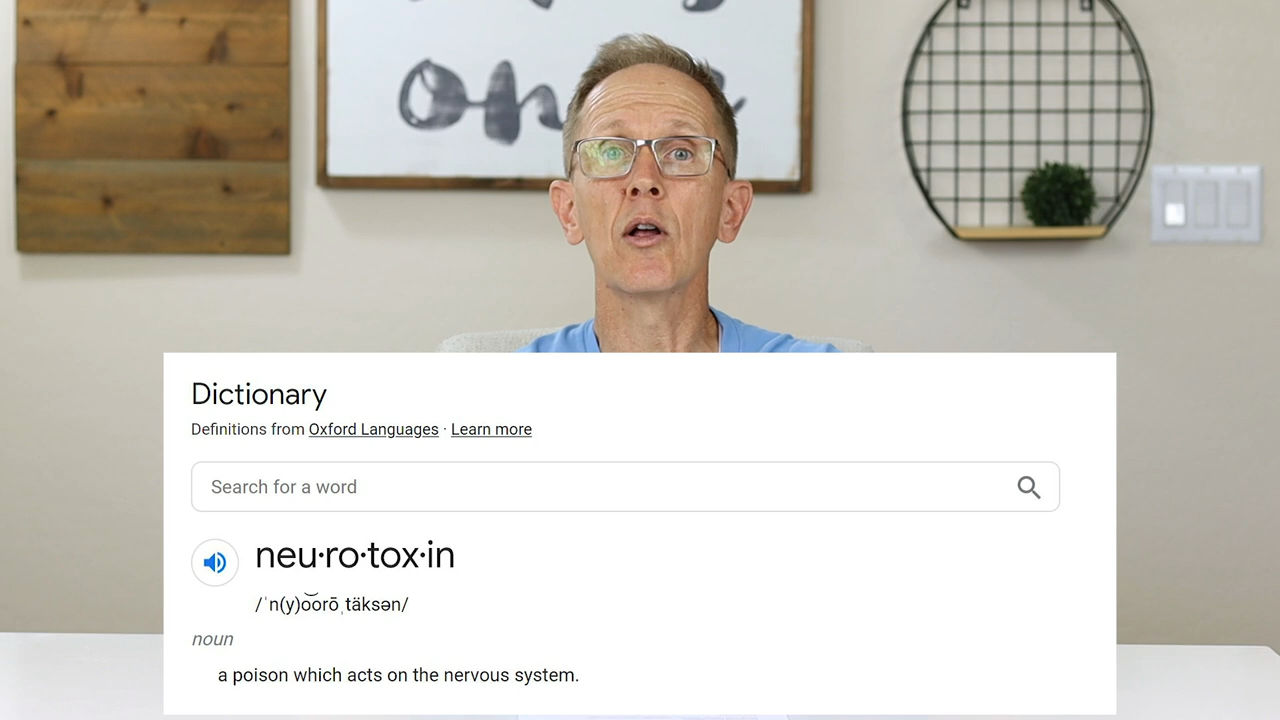 Dictionary
Definitions from Oxford Languages · Learn more
Search for a word
neu·ro·tox·in
/ˈn(y)o͝orōˌtäksən/
noun
a poison which acts on the nervous system.